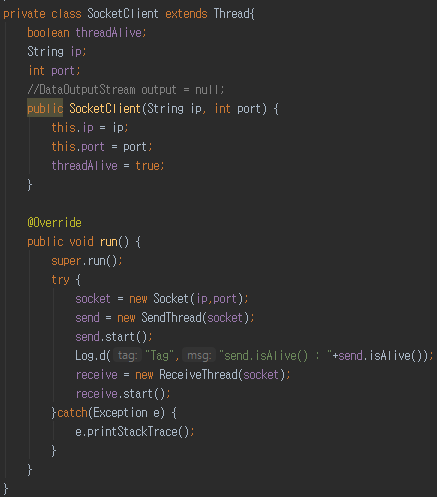 private class SocketClient extends Thread{
    boolean threadAlive;
    String ip;
    int port;
    //DataOutputStream output = null;
    public SocketClient(String ip, int port) {
        this.ip = ip;
        this.port = port;
        threadAlive = true;
    }
    @Override
    public void run() {
        super.run();
        try {
            socket = new Socket(ip,port);
            send = new SendThread(socket);
            send.start();
            Log.d( tag: "Tag", msg: "send.isAlive() : "+send.isAlive());
            receive = new ReceiveThread(socket);
            receive.start();
        }catch(Exception e) {
            e.printStackTrace();
        }
    }
}